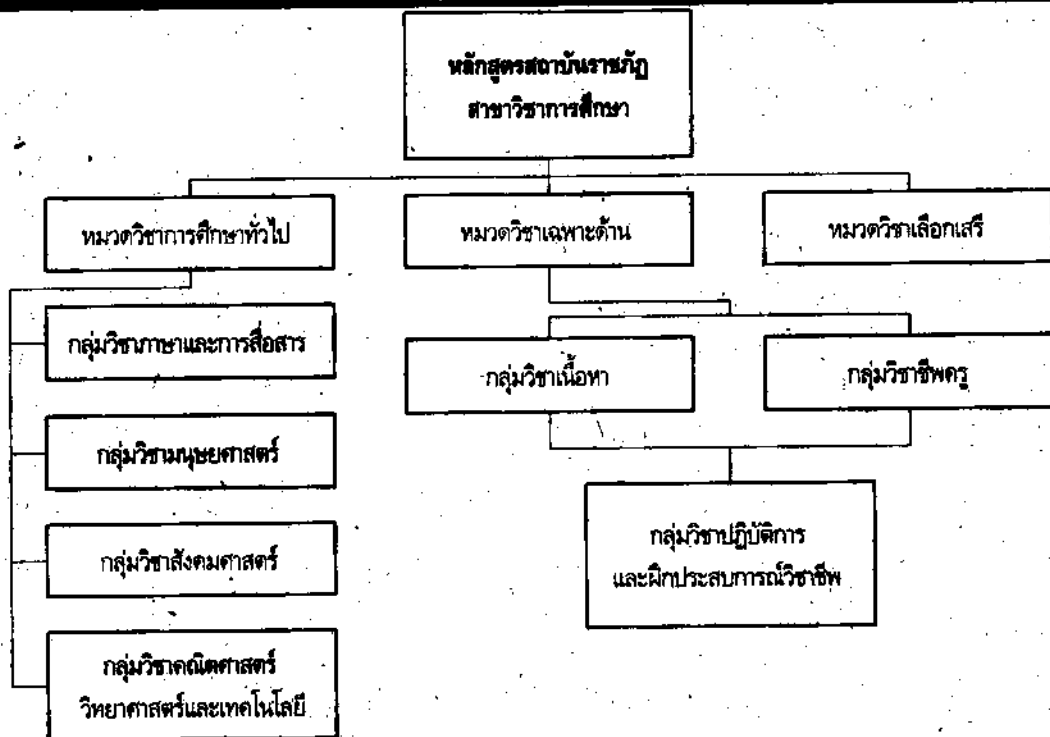 หลักสูตรสถาบันราชภัฏ
สาขาวิชาการศึกษา
หมวดวิชาการศึกษาทั่วไป
หมวดวิชาเฉพาะด้าน
หมวดวิชาเลือกเสรี
กลุ่มวิชาภาษาและการสื่อสาร
กลุ่มวิชาเนื้อหา
กลุ่มวิชาชีพครู
กลุ่มวิชามนุษยศาสตร์
กลุ่มวิชาสังคมศาสตร์
กลุ่มวิชาปฏิบัติการ
และฝึกประสบการณ์วิชาชีพ
กลุ่มวิชาคณิตศาสตร์
วิทยาศาสตร์และเทคโนโลยี